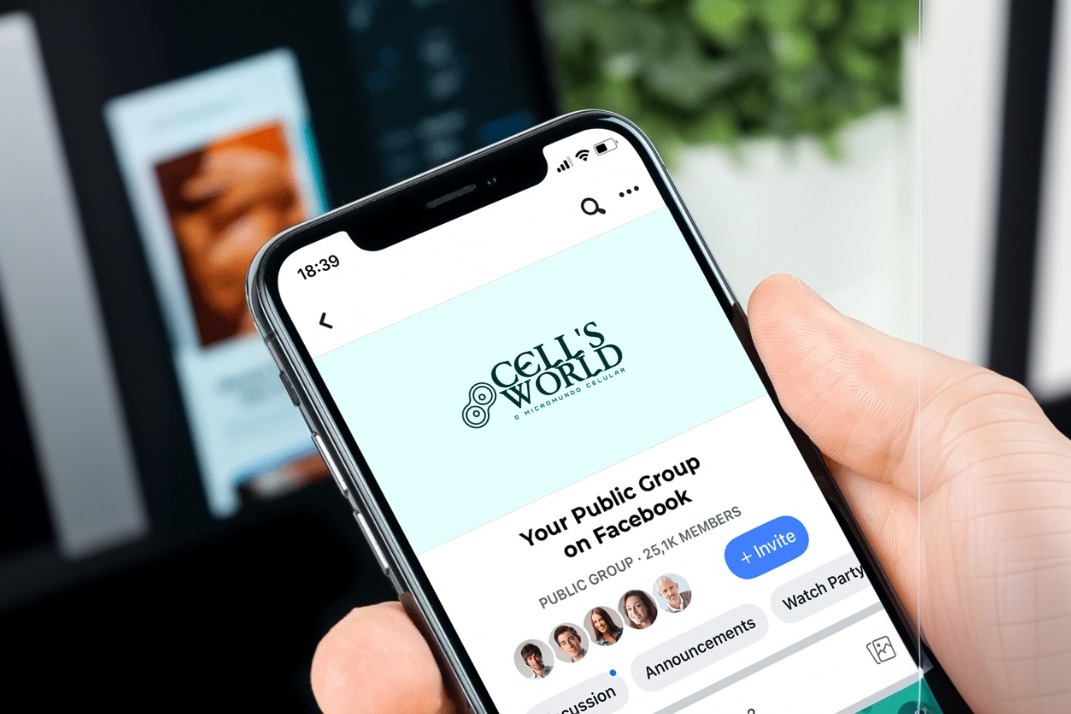 18:39
CELL'S
WORLD
O MICROMUNDO CELULAR
Your Public Group
on Facebook
PUBLIC GROUP · 25,1K MEMBERS
+ Invite
cussion
Announcements
Watch Party